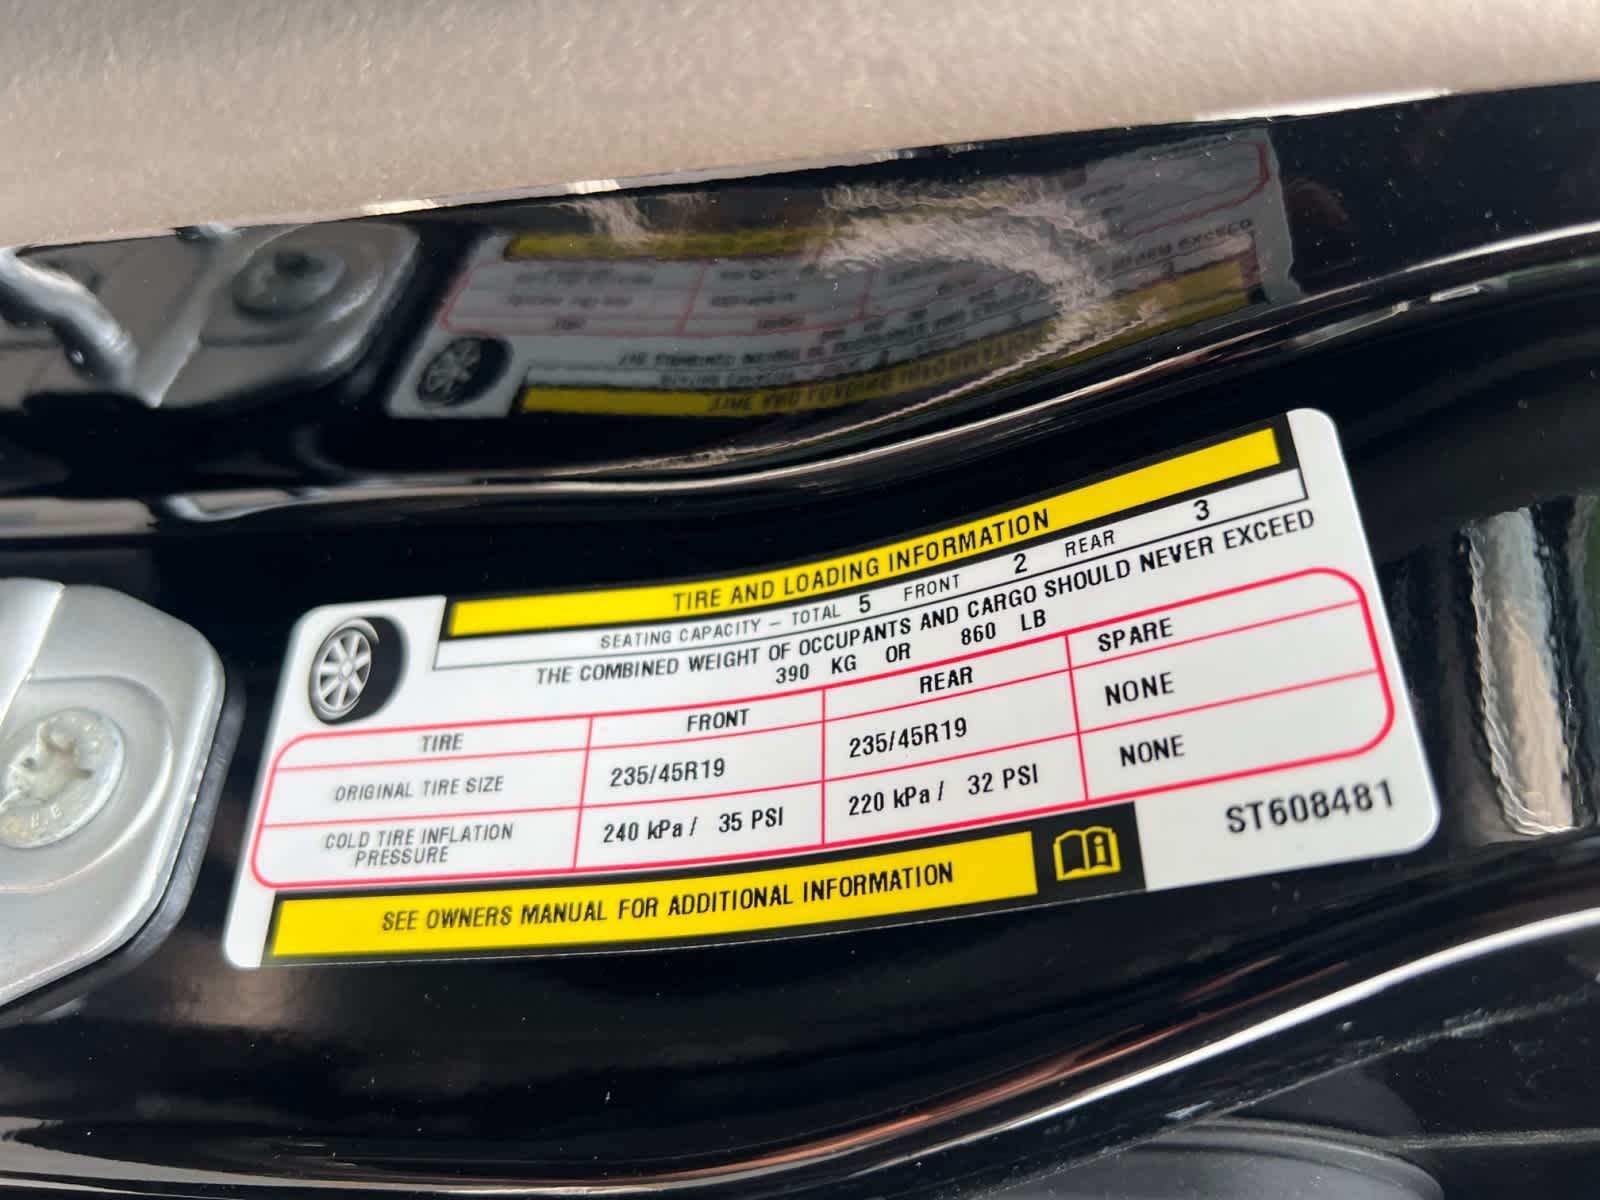 TIRE AND LOADING INFORMATION
SEATING CAPACITY – TOTAL 5 FRONT 2 REAR 3
THE COMBINED WEIGHT OF OCCUPANTS AND CARGO SHOULD NEVER EXCEED
390 KG OR 860 LB
TIRE FRONT REAR SPARE
ORIGINAL TIRE SIZE 235/45R19 235/45R19 NONE
COLD TIRE INFLATION
PRESSURE 240 kPa / 35 PSI 220 kPa / 32 PSI NONE
SEE OWNERS MANUAL FOR ADDITIONAL INFORMATION
ST608481